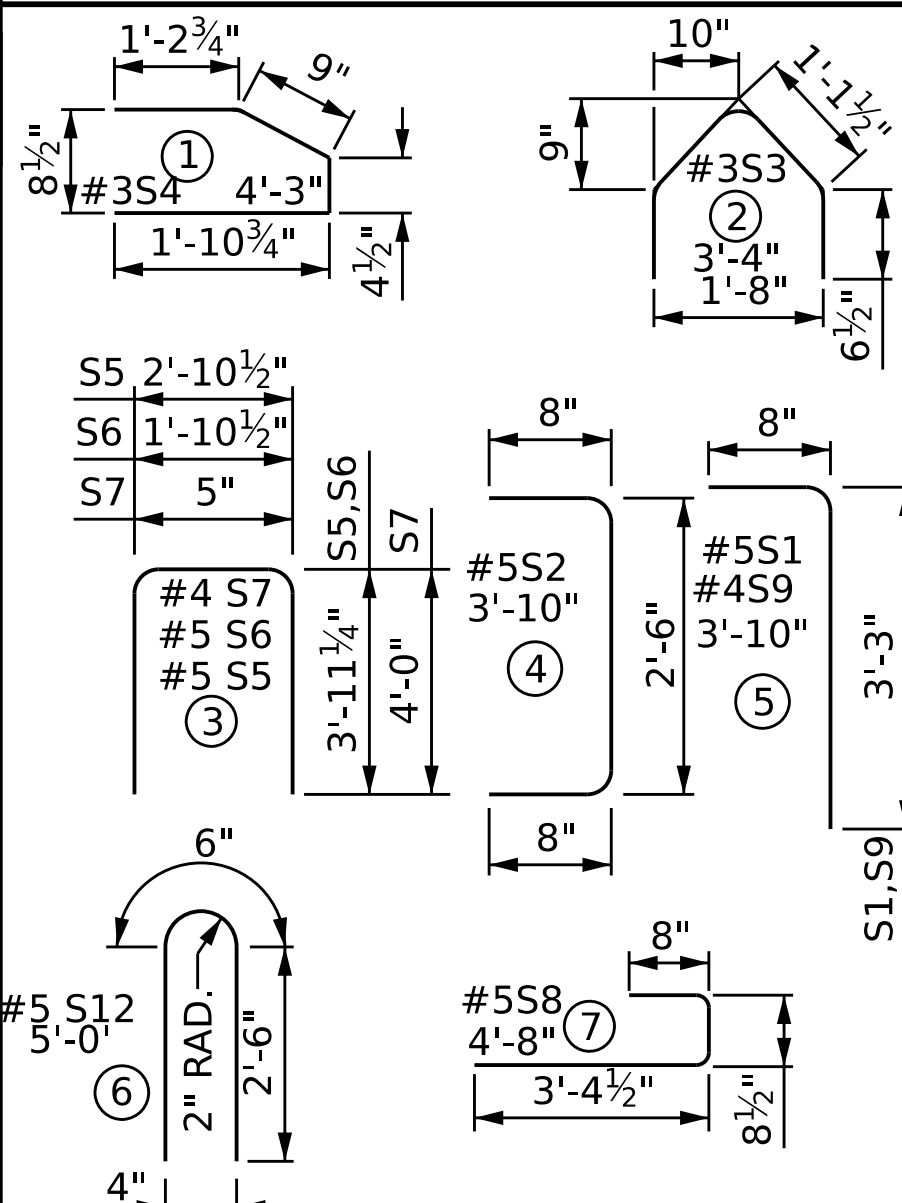 1'-2¾"
9"
8½"
1
#3S4 4'-3"
1'-10¾"
4½"
10"
1'-1½"
9"
#3S3
2
3'-4"
1'-8"
6½"
S5 2'-10½"
S6 1'-10½"
S7 5"
S5,S6
S7
#4 S7
#5 S6
#5 S5
3
3'-11¼"
4'-0"
8"
#5S2
3'-10"
4
2'-6"
8"
8"
#5S1
#4S9
3'-10"
5
3'-3"
S1,S9
6"
#5 S12
5'-0'
6
2" RAD.
2'-6"
4"
8"
#5S8
7
4'-8"
3'-4½"
8½"